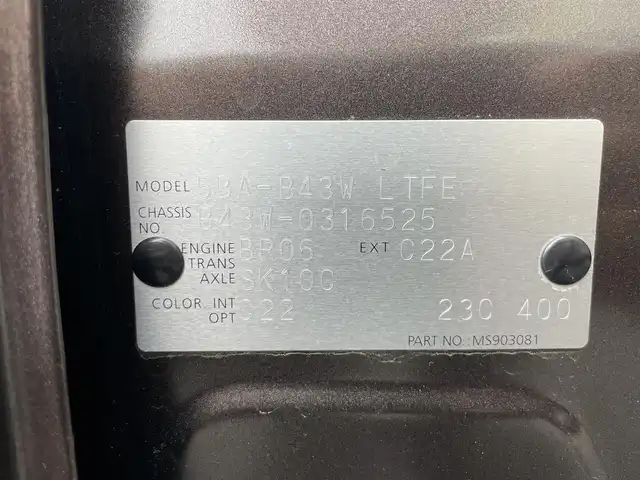 MODEL 5BA-B43W LTFE
CHASSIS NO. B43W-0316525
ENGINE BR06 EXT C22A
TRANS AXLE SK10C
COLOR. INT C22
OPT 230 400
PART NO.:MS903081